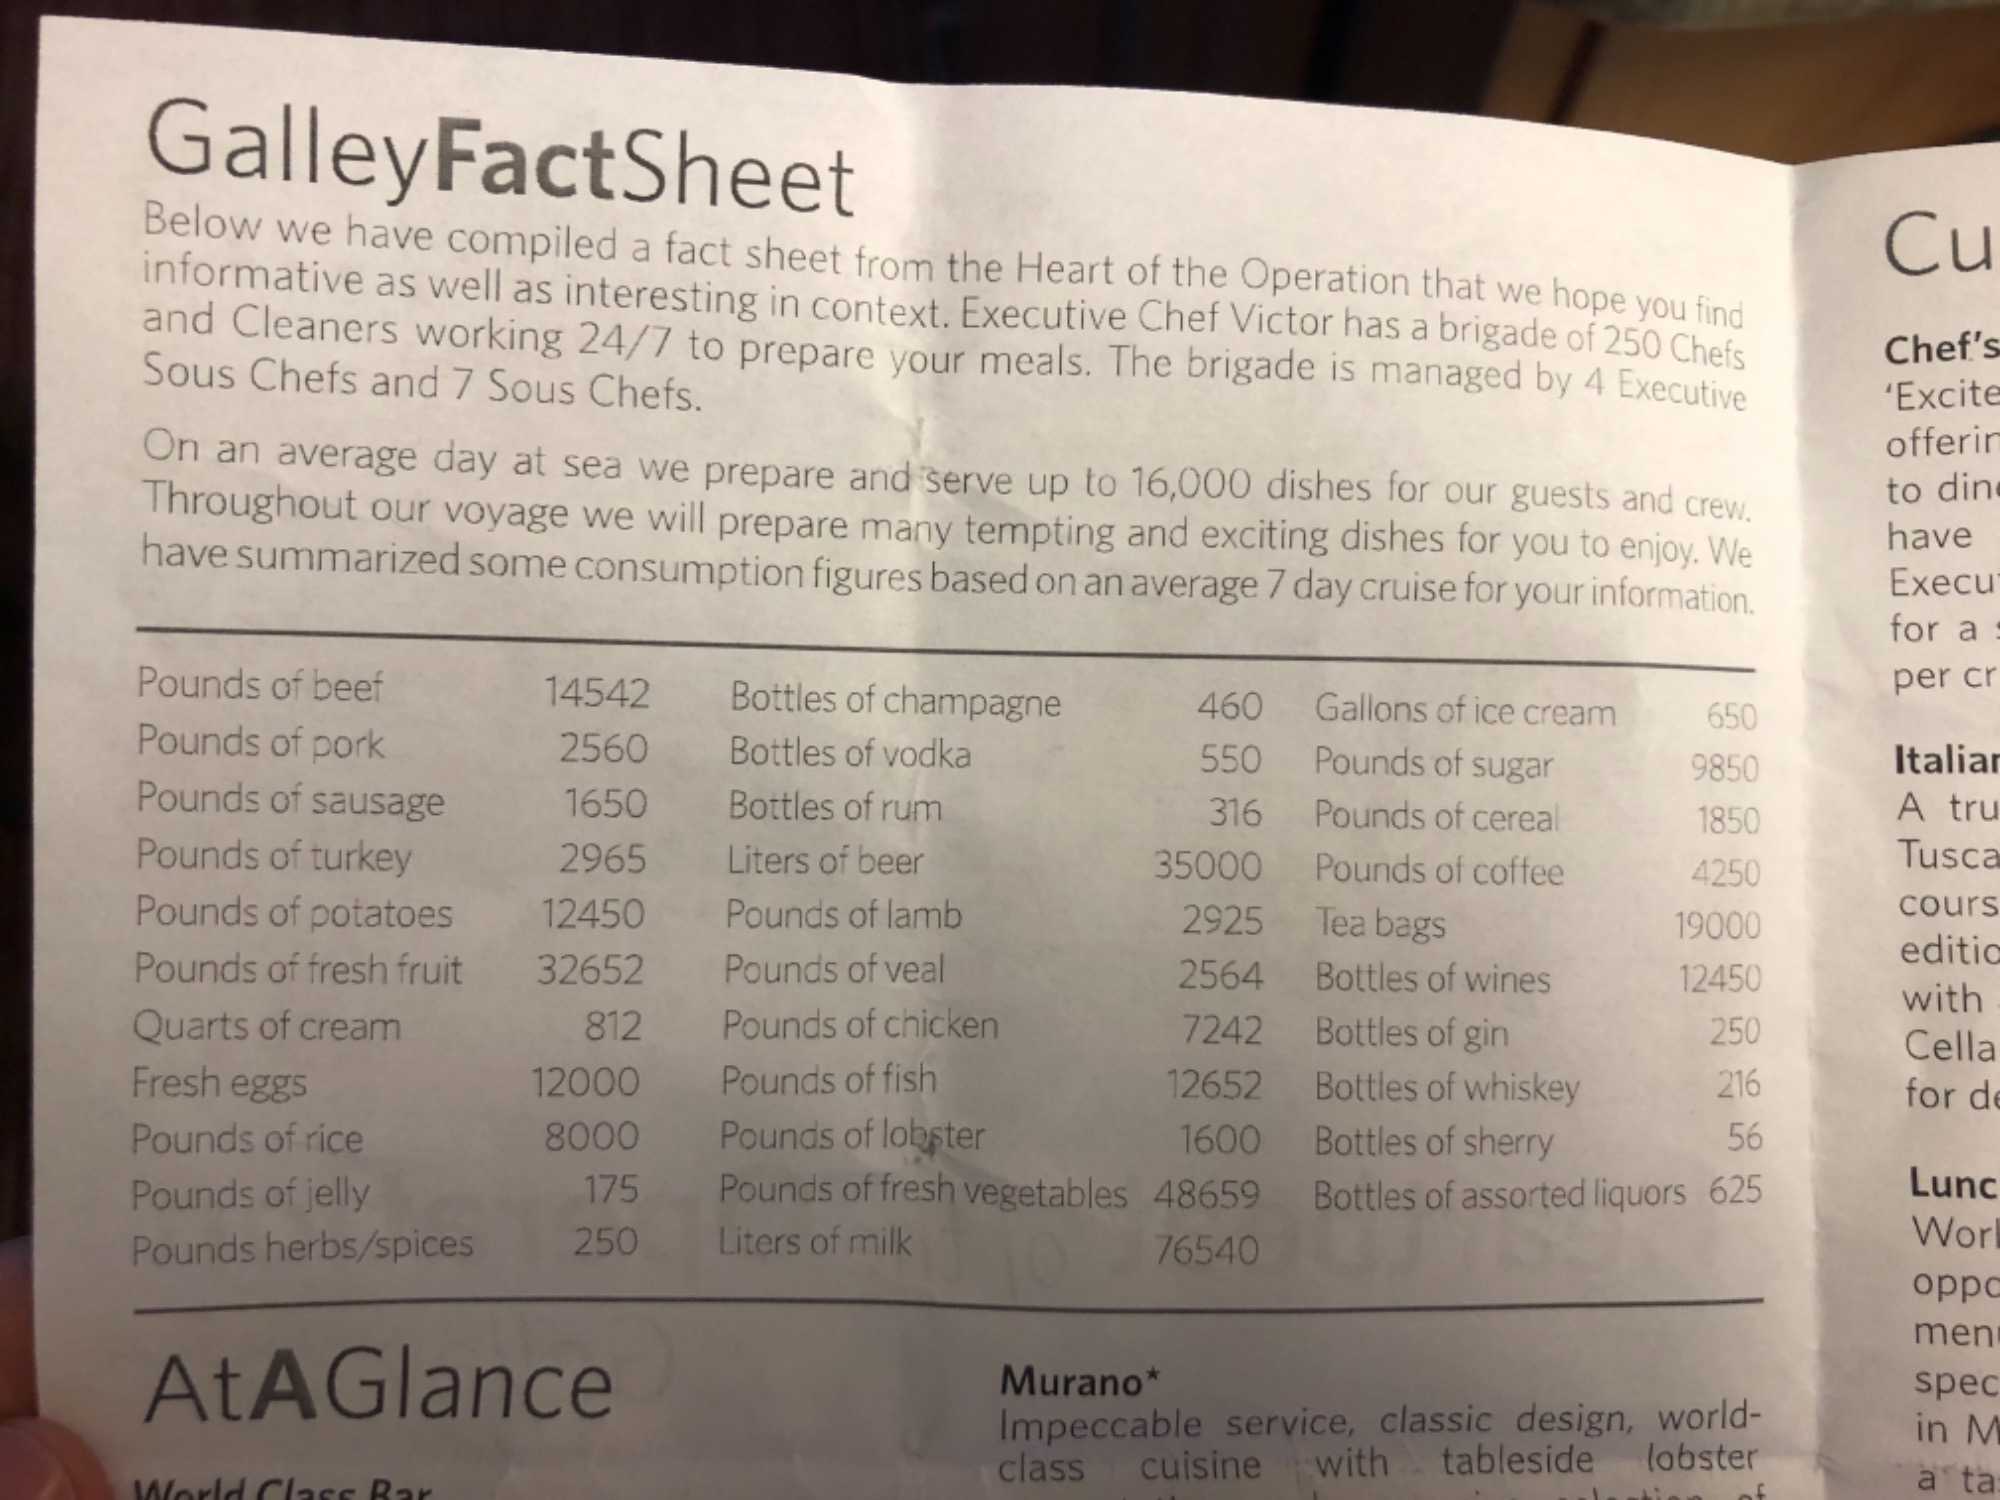 GalleyFactSheet
Below we have compiled a fact sheet from the Heart of the Operation that we hope you find
informative as well as interesting in context. Executive Chef Victor has a brigade of 250 Chefs
and Cleaners working 24/7 to prepare your meals. The brigade is managed by 4 Executive
Sous Chefs and 7 Sous Chefs.
On an average day at sea we prepare and serve up to 16,000 dishes for our guests and crew.
Throughout our voyage we will prepare many tempting and exciting dishes for you to enjoy. We
have summarized some consumption figures based on an average 7 day cruise for your information.
Pounds of beef 14542
Pounds of pork 2560
Pounds of sausage 1650
Pounds of turkey 2965
Pounds of potatoes 12450
Pounds of fresh fruit 32652
Quarts of cream 812
Fresh eggs 12000
Pounds of rice 8000
Pounds of jelly 175
Pounds herbs/spices 250
Bottles of champagne 460
Bottles of vodka 550
Bottles of rum 316
Liters of beer 35000
Pounds of lamb 2925
Pounds of veal 2564
Pounds of chicken 7242
Pounds of fish 12652
Pounds of lobster 1600
Pounds of fresh vegetables 48659
Liters of milk 76540
Gallons of ice cream 650
Pounds of sugar 9850
Pounds of cereal 1850
Pounds of coffee 4250
Tea bags 19000
Bottles of wines 12450
Bottles of gin 250
Bottles of whiskey 216
Bottles of sherry 56
Bottles of assorted liquors 625
AtAGlance
World Class Bar
Murano*
Impeccable service, classic design, world-
class cuisine with tableside lobster
of
Cu
Chef's
'Excite
offerin
to din
have
Execu
for a
per cr
Italian
A tru
Tusca
cours
editio
with
Cella
for de
Lunc
Worl
oppo
men
spec
in M
a ta